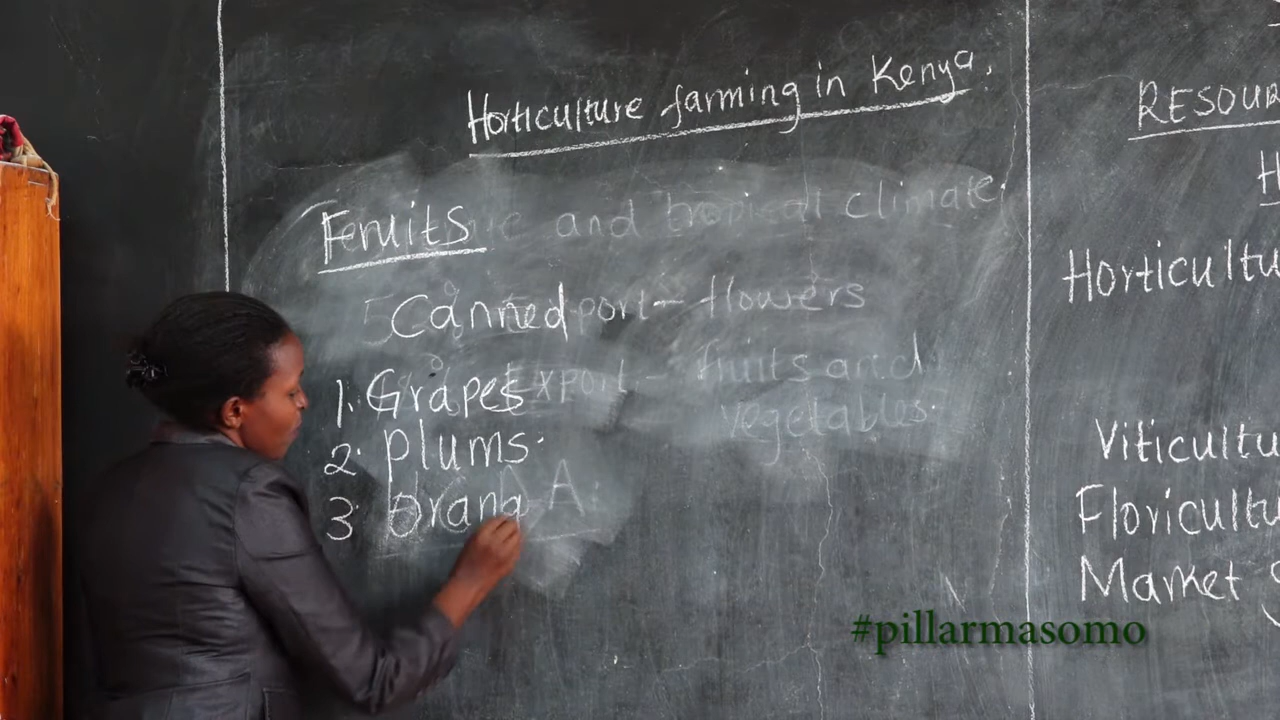 Horticulture farming in Kenya.
Fruits
and tropical climate
Canned port - flowers
1. Grapes Export - fruits and
vegetables.
2. Plums.
3. Orang
A
RESOUR
H
Horticultu
Viticultu
Floricultu
Market S
#pillarmasomo